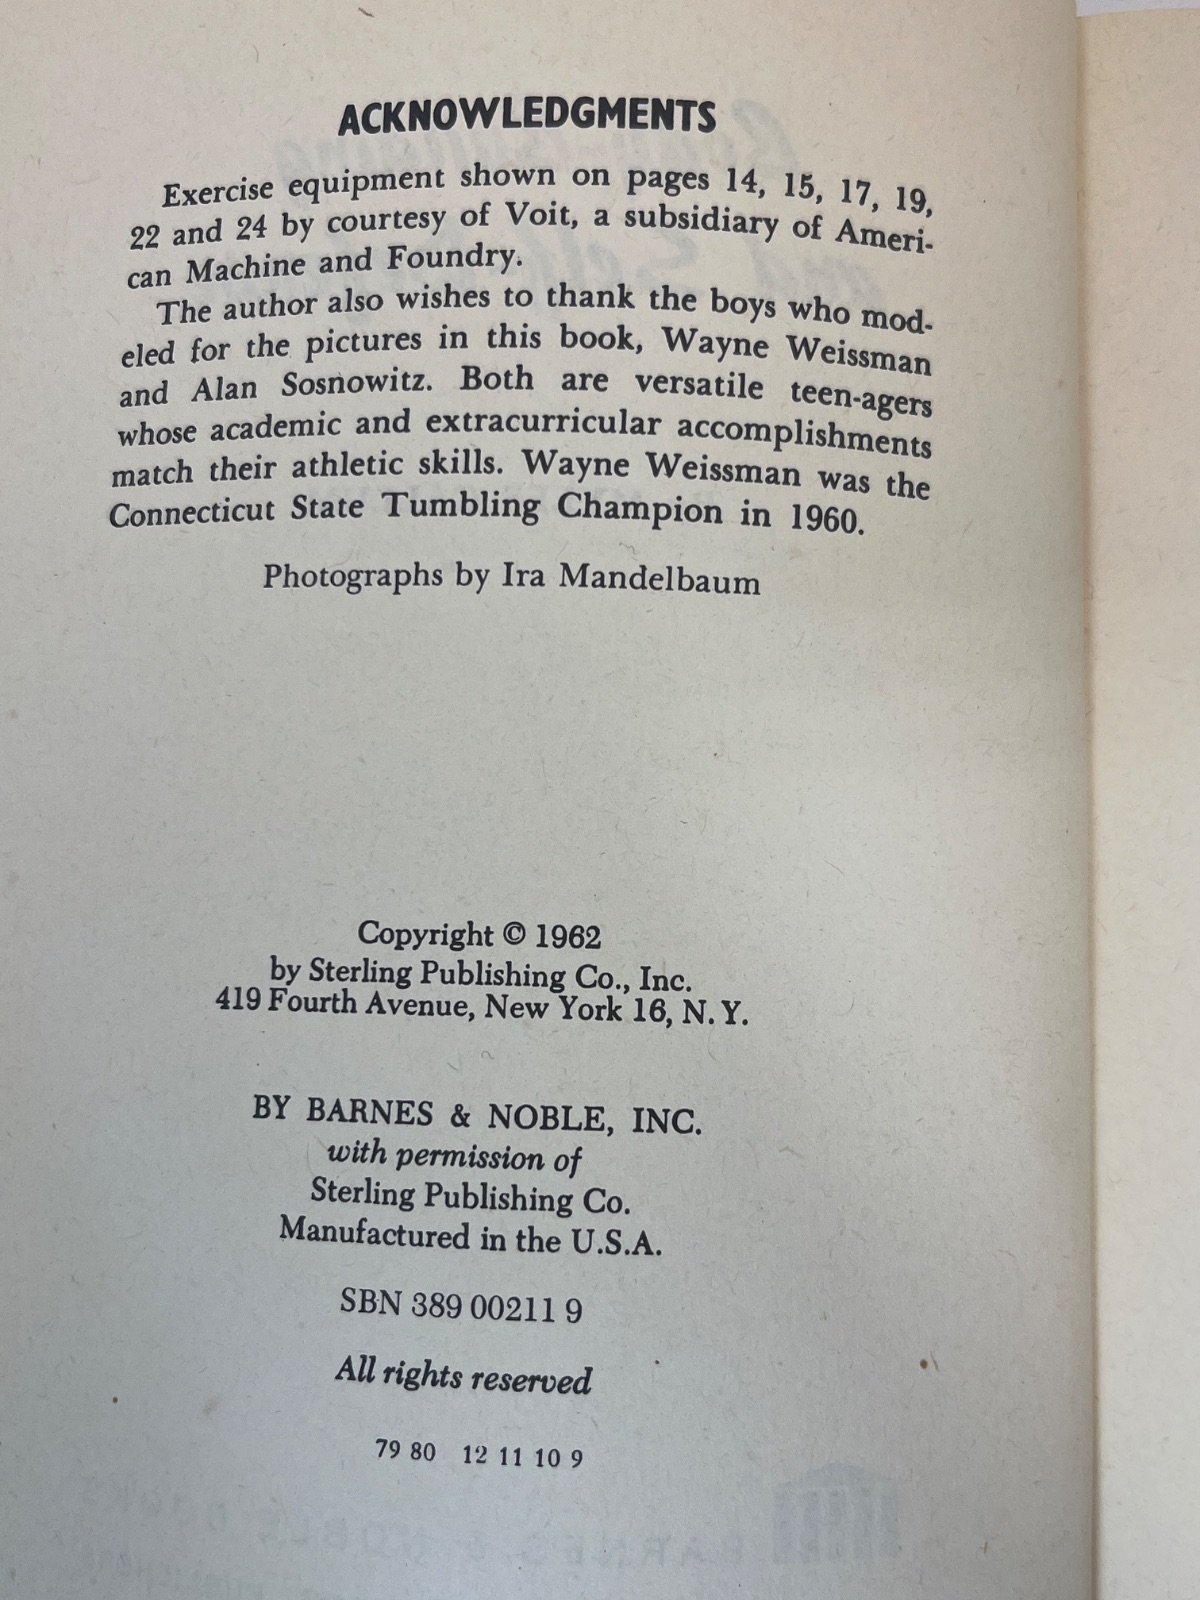 ACKNOWLEDGMENTS
Exercise equipment shown on pages 14, 15, 17, 19,
22 and 24 by courtesy of Voit, a subsidiary of Ameri-
can Machine and Foundry.
The author also wishes to thank the boys who mod-
eled for the pictures in this book, Wayne Weissman
and Alan Sosnowitz. Both are versatile teen-agers
whose academic and extracurricular accomplishments
match their athletic skills. Wayne Weissman was the
Connecticut State Tumbling Champion in 1960.
Photographs by Ira Mandelbaum
Copyright © 1962
by Sterling Publishing Co., Inc.
419 Fourth Avenue, New York 16, N. Y.
BY BARNES & NOBLE, INC.
with permission of
Sterling Publishing Co.
Manufactured in the U.S.A.
SBN 389 00211 9
All rights reserved
79 80 12 11 10 9